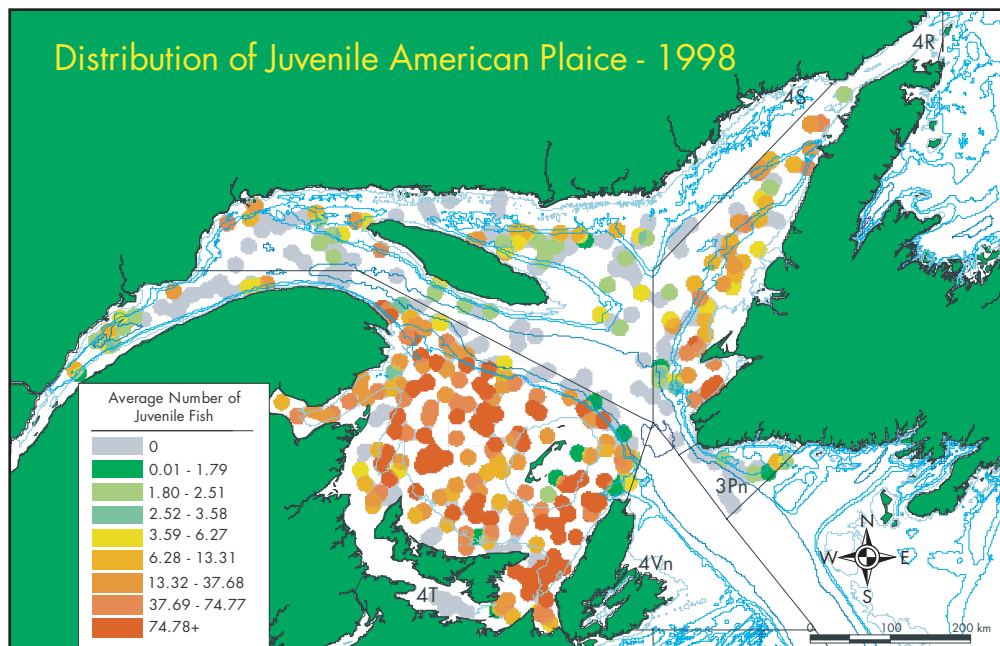 Distribution of Juvenile American Plaice - 1998
4R
4S
Average Number of
Juvenile Fish
0
0.01 - 1.79
1.80 - 2.51
2.52 - 3.58
3.59 - 6.27
6.28 - 13.31
13.32 - 37.68
37.69 - 74.77
74.78+
3Pn
4Vn
4T
N
W E
S
0 100 200 km